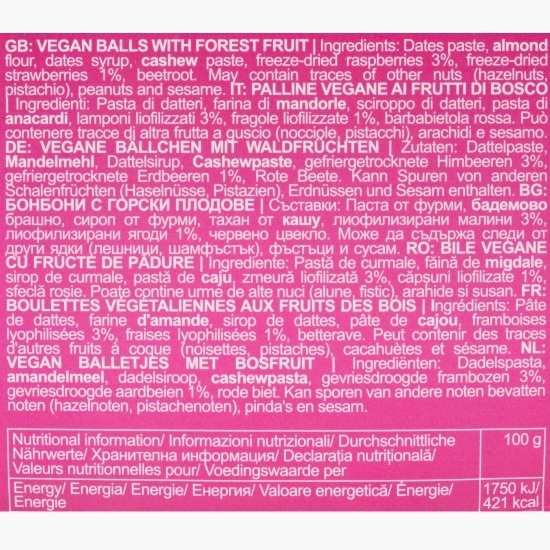 GB: VEGAN BALLS WITH FOREST FRUIT | Ingredients: Dates paste, almond
flour, dates syrup, cashew paste, freeze-dried raspberries 3%, freeze-dried
strawberries 1%, beetroot. May contain traces of other nuts (hazelnuts,
pistachio), peanuts and sesame. IT: PALLINE VEGANE AI FRUTTI DI BOSCO
| Ingredienti: Pasta di datteri, farina di mandorle, sciroppo di datteri, pasta di
anacardi, lamponi liofilizzati 3%, fragole liofilizzate 1%, barbabietola rossa. Può
contenere tracce di altra frutta a guscio (nocciole, pistacchi), arachidi e sesamo.
DE: VEGANE BÄLLCHEN MIT WALDFRÜCHTEN | Zutaten: Dattelpaste,
Mandelmehl, Dattelsirup, Cashewpaste, gefriergetrocknete Himbeeren 3%,
gefriergetrocknete Erdbeeren 1%, Rote Beete. Kann Spuren von anderen
Schalenfrüchten (Haselnüsse, Pistazien), Erdnüssen und Sesam enthalten. BG:
БОНБОНИ С ГОРСКИ ПЛОДОВЕ | Съставки: Паста от фурми, бадемово
брашно, сироп от фурми, тахан от кашу, лиофилизирани малини 3%,
лиофилизирани ягоди 1%, червено цвекло. Може да съдържа следи от
други ядки (лешници, шамфъстък), фъстъци и сусам. RO: BILE VEGANE
CU FRUCTE DE PĂDURE | Ingrediente: Pastă de curmale, făină de migdale,
sirop de curmale, pastă de caju, zmeură liofilizată 3%, căpșuni liofilizate 1%,
sfeclă roșie. Poate conține urme de alte nuci (alune, fistic), arahide si susan. FR:
BOULETTES VÉGÉTALIENNES AUX FRUITS DES BOIS | Ingrédients: Pâte
de dattes, farine d'amande, sirop de dattes, pâte de cajou, framboises
lyophilisées 3%, fraises lyophilisées 1%, betterave. Peut contenir des traces
d'autres fruits à coque (noisettes, pistaches), cacahuètes et sésame. NL:
VEGAN BALLETJES MET BOSFRUIT | Ingrediënten: Dadelspasta,
amandelmeel, dadelsiroop, cashewpasta, gevriesdroogde frambozen 3%,
gevriesdroogde aardbeien 1%, rode biet. Kan sporen van andere noten bevatten
noten (hazelnoten, pistachenoten), pinda's en sesam.
Nutritional information/ Informazioni nutrizionali/ Durchschnittliche
Nährwerte/ Хранителна информация/ Declarația nutrițională/
Valeurs nutritionnelles pour/ Voedingswaarde per
100 g
Energy/ Energia/ Energie/ Енергия/ Valoare energetică/ Énergie/
Energie
1750 kJ/
421 kcal